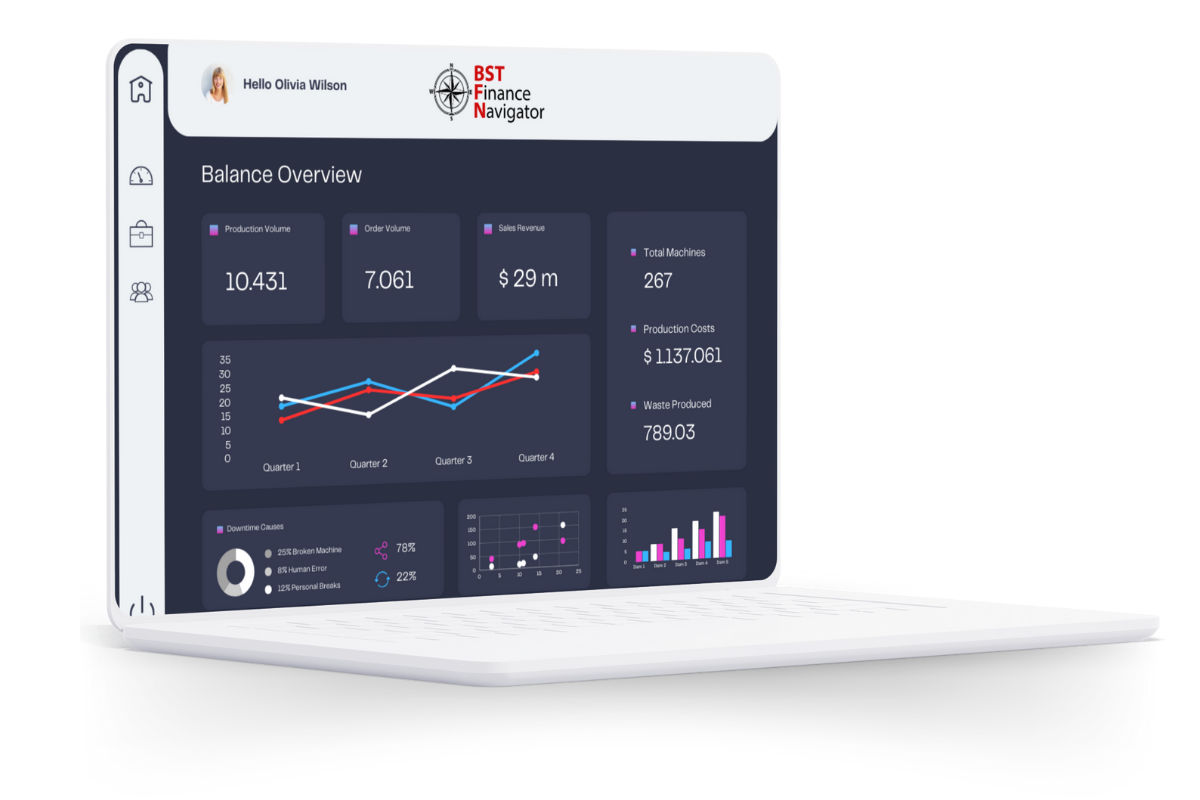 Hello Olivia Wilson
N
W
E
S
BST
Finance
Navigator
Balance Overview
Production Volume
10.431
Order Volume
7.061
Sales Revenue
$ 29 m
Total Machines
267
Production Costs
$ 1.137.061
Waste Produced
789.03
35
30
25
20
15
10
5
0
Quarter 1
Quarter 2
Quarter 3
Quarter 4
Downtime Causes
25% Broken Machine
8% Human Error
12% Personal Breaks
78%
22%
200
150
100
50
0
0
5
10
15
20
25
25
20
15
10
5
0
Item 1
Item 2
Item 3
Item 4
Item 5